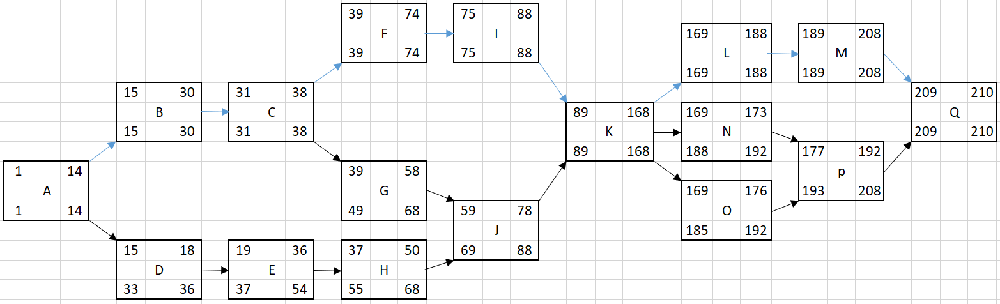 39 74
F
39 74
75 88
I
75 88
169 188
L
169 188
189 208
M
189 208
15 30
B
15 30
31 38
C
31 38
209 210
Q
209 210
89 168
K
89 168
169 173
N
188 192
177 192
p
193 208
1 14
A
1 14
39 58
G
49 68
169 176
O
185 192
59 78
J
69 88
15 18
D
33 36
19 36
E
37 54
37 50
H
55 68